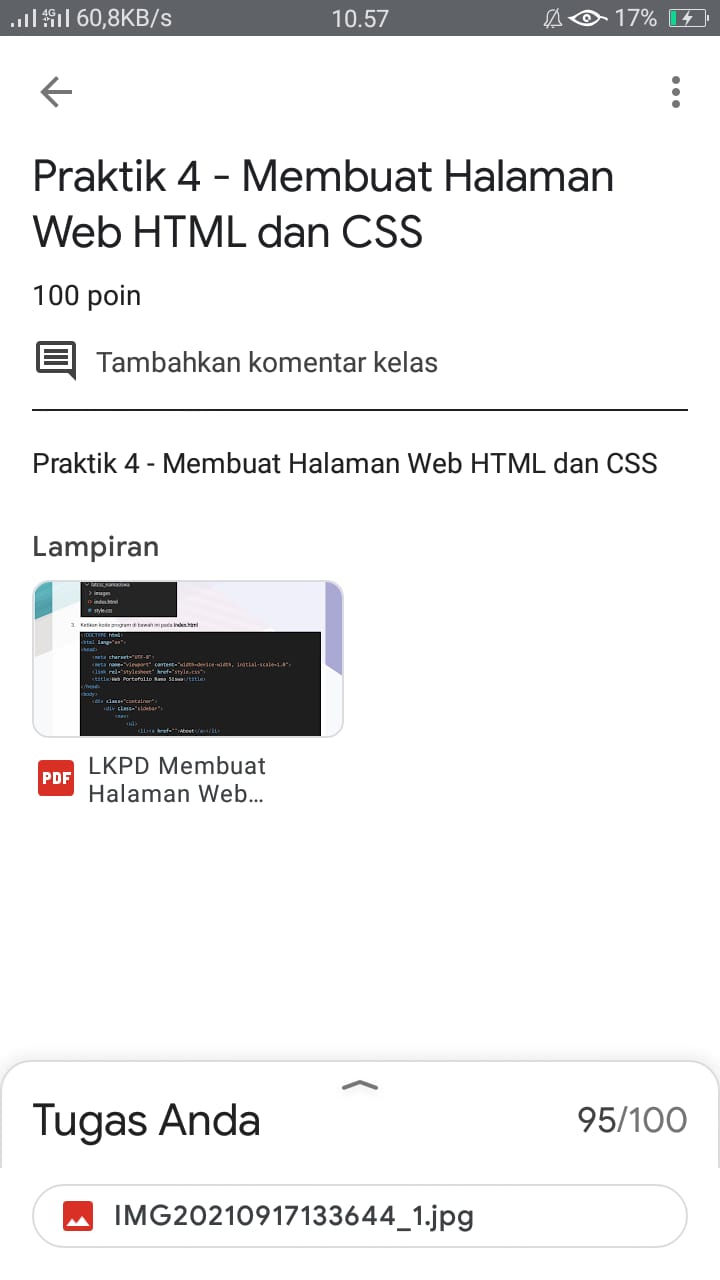 60,8KB/s 10.57 17%
Praktik 4 - Membuat Halaman
Web HTML dan CSS
100 poin
Tambahkan komentar kelas
Praktik 4 - Membuat Halaman Web HTML dan CSS
Lampiran
images
index.html
style.css
3. Ketikan kode program di bawah ini pada index.html
<!DOCTYPE html>
<html lang="en">
<head>
<meta charset="UTF-8">
<meta name="viewport" content="width=device-width, initial-scale=1.0">
<link rel="stylesheet" href="style.css">
<title>Web Portofolio Nama Siswa</title>
</head>
<body>
<div class="container">
<div class="sidebar">
<nav>
<ul>
<li><a href="">About</a></li>
PDF
LKPD Membuat
Halaman Web...
Tugas Anda 95/100
IMG20210917133644_1.jpg